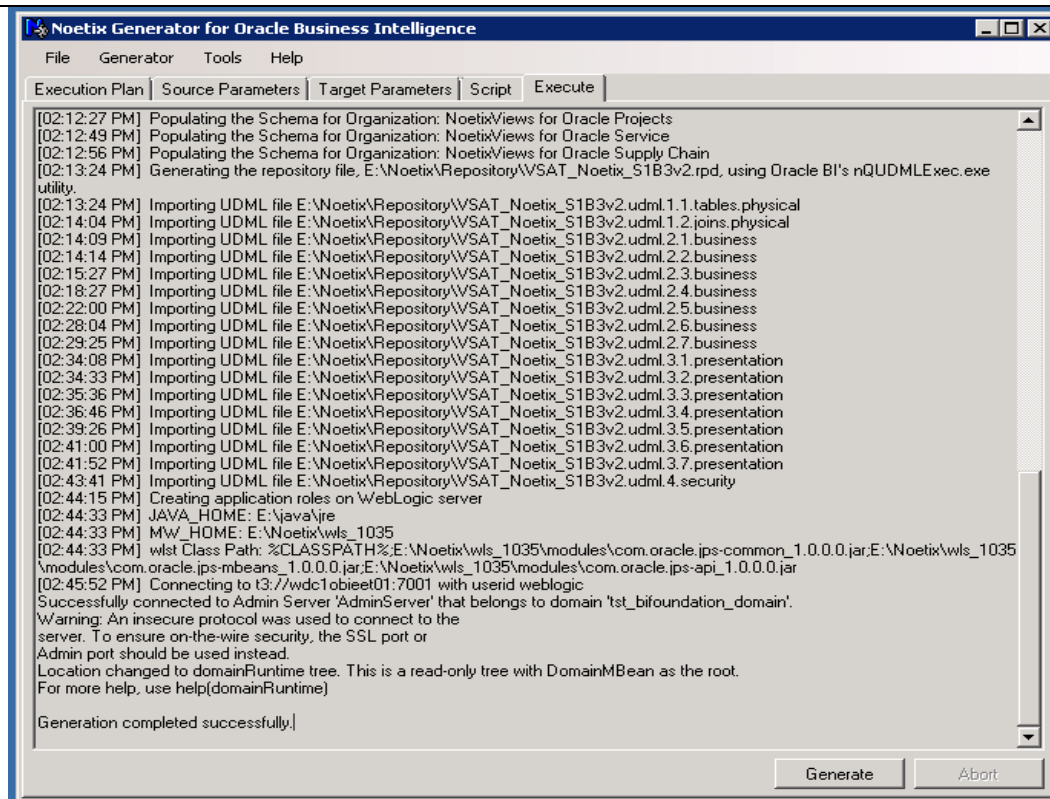 Noetix Generator for Oracle Business Intelligence
File Generator Tools Help
Execution Plan Source Parameters Target Parameters Script Execute
[02:12:27 PM] Populating the Schema for Organization: NoetixViews for Oracle Projects
[02:12:49 PM] Populating the Schema for Organization: NoetixViews for Oracle Service
[02:12:56 PM] Populating the Schema for Organization: NoetixViews for Oracle Supply Chain
[02:13:24 PM] Generating the repository file, E:\Noetix\Repository\VSAT_Noetix_S1B3v2.rpd, using Oracle BI's nQUDMLExec.exe
utility.
[02:13:24 PM] Importing UDML file E:\Noetix\Repository\VSAT_Noetix_S1B3v2.udml.1.1.tables.physical
[02:14:04 PM] Importing UDML file E:\Noetix\Repository\VSAT_Noetix_S1B3v2.udml.1.2.joins.physical
[02:14:09 PM] Importing UDML file E:\Noetix\Repository\VSAT_Noetix_S1B3v2.udml.2.1.business
[02:14:14 PM] Importing UDML file E:\Noetix\Repository\VSAT_Noetix_S1B3v2.udml.2.2.business
[02:15:27 PM] Importing UDML file E:\Noetix\Repository\VSAT_Noetix_S1B3v2.udml.2.3.business
[02:18:27 PM] Importing UDML file E:\Noetix\Repository\VSAT_Noetix_S1B3v2.udml.2.4.business
[02:22:00 PM] Importing UDML file E:\Noetix\Repository\VSAT_Noetix_S1B3v2.udml.2.5.business
[02:28:04 PM] Importing UDML file E:\Noetix\Repository\VSAT_Noetix_S1B3v2.udml.2.6.business
[02:29:25 PM] Importing UDML file E:\Noetix\Repository\VSAT_Noetix_S1B3v2.udml.2.7.business
[02:34:08 PM] Importing UDML file E:\Noetix\Repository\VSAT_Noetix_S1B3v2.udml.3.1.presentation
[02:34:33 PM] Importing UDML file E:\Noetix\Repository\VSAT_Noetix_S1B3v2.udml.3.2.presentation
[02:35:36 PM] Importing UDML file E:\Noetix\Repository\VSAT_Noetix_S1B3v2.udml.3.3.presentation
[02:36:46 PM] Importing UDML file E:\Noetix\Repository\VSAT_Noetix_S1B3v2.udml.3.4.presentation
[02:39:26 PM] Importing UDML file E:\Noetix\Repository\VSAT_Noetix_S1B3v2.udml.3.5.presentation
[02:41:00 PM] Importing UDML file E:\Noetix\Repository\VSAT_Noetix_S1B3v2.udml.3.6.presentation
[02:41:52 PM] Importing UDML file E:\Noetix\Repository\VSAT_Noetix_S1B3v2.udml.3.7.presentation
[02:43:41 PM] Importing UDML file E:\Noetix\Repository\VSAT_Noetix_S1B3v2.udml.4.security
[02:44:15 PM] Creating application roles on WebLogic server
[02:44:33 PM] JAVA_HOME: E:\java\jre
[02:44:33 PM] MW_HOME: E:\Noetix\wls_1035
[02:44:33 PM] wlst Class Path: %CLASSPATH%;E:\Noetix\wls_1035\modules\com.oracle.jps-common_1.0.0.0.jar;E:\Noetix\wls_1035
\modules\com.oracle.jps-mbeans_1.0.0.0.jar;E:\Noetix\wls_1035\modules\com.oracle.jps-api_1.0.0.0.jar
[02:45:52 PM] Connecting to t3://wdc1obieet01:7001 with userid weblogic
Successfully connected to Admin Server 'AdminServer' that belongs to domain 'tst_bifoundation_domain'.
Warning: An insecure protocol was used to connect to the
server. To ensure on-the-wire security, the SSL port or
Admin port should be used instead.
Location changed to domainRuntime tree. This is a read-only tree with DomainMBean as the root.
For more help, use help(domainRuntime)
Generation completed successfully.
Generate Abort